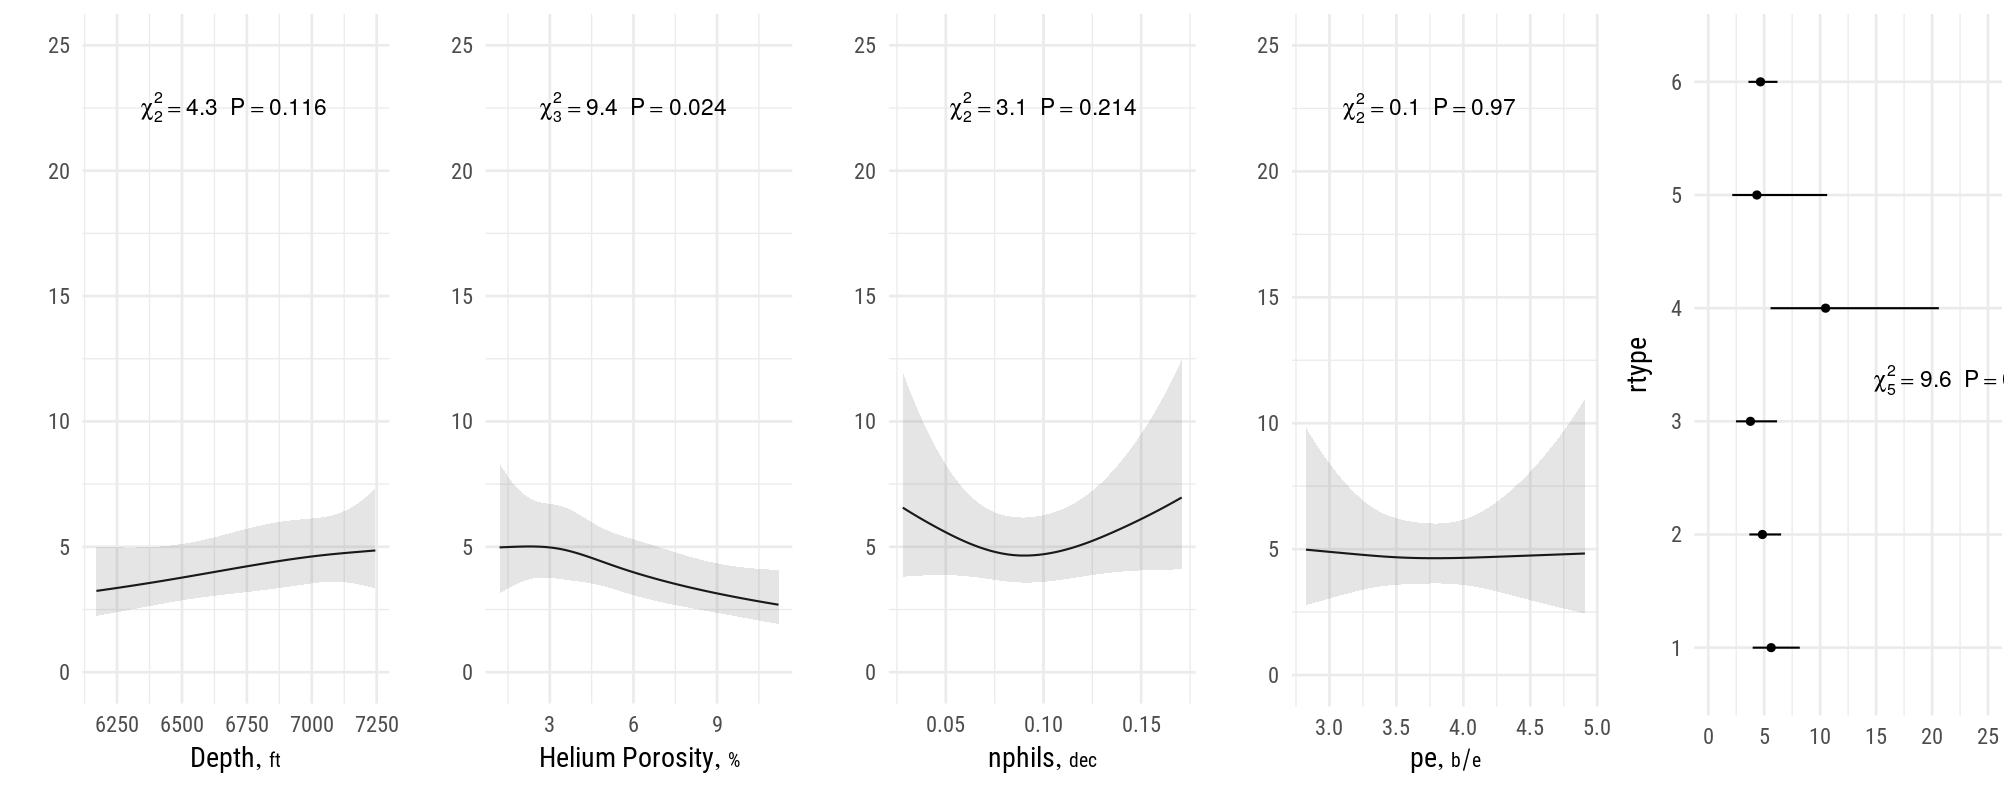 25
20
15
10
5
0
χ²₂ = 4.3 P = 0.116
6250 6500 6750 7000 7250
Depth, ft
25
20
15
10
5
0
χ²₃ = 9.4 P = 0.024
3 6 9
Helium Porosity, %
25
20
15
10
5
0
χ²₂ = 3.1 P = 0.214
0.05 0.10 0.15
nphils, dec
25
20
15
10
5
0
χ²₂ = 0.1 P = 0.97
3.0 3.5 4.0 4.5 5.0
pe, b/e
rtype
6
5
4
3
2
1
χ²₅ = 9.6 P =
0 5 10 15 20 25